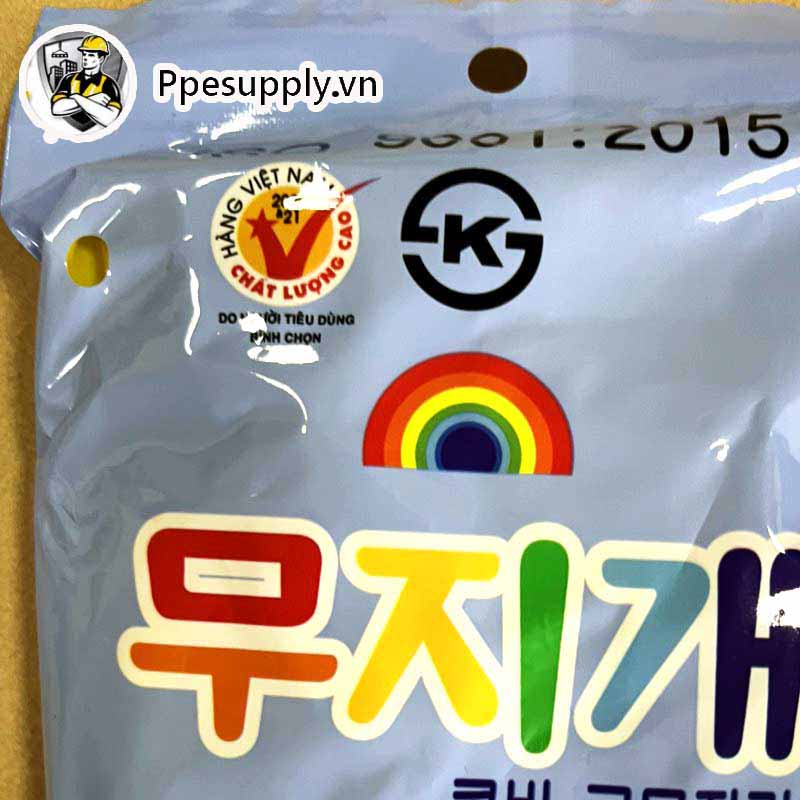 Ppesupply.vn
ISO 9001:2015
HÀNG VIỆT NAM
CHẤT LƯỢNG CAO
DO NGƯỜI TIÊU DÙNG
BÌNH CHỌN
K
무지개